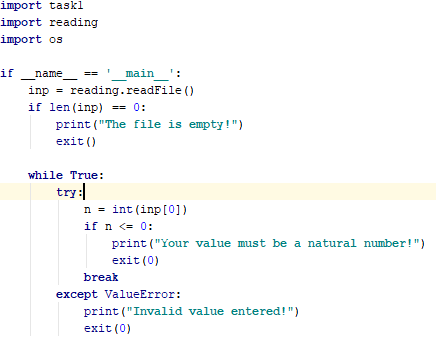 import task1
import reading
import os

if __name__ == '__main__':
    inp = reading.readFile()
    if len(inp) == 0:
        print("The file is empty!")
        exit()

    while True:
        try:
            n = int(inp[0])
            if n <= 0:
                print("Your value must be a natural number!")
                exit(0)
            break
        except ValueError:
            print("Invalid value entered!")
            exit(0)